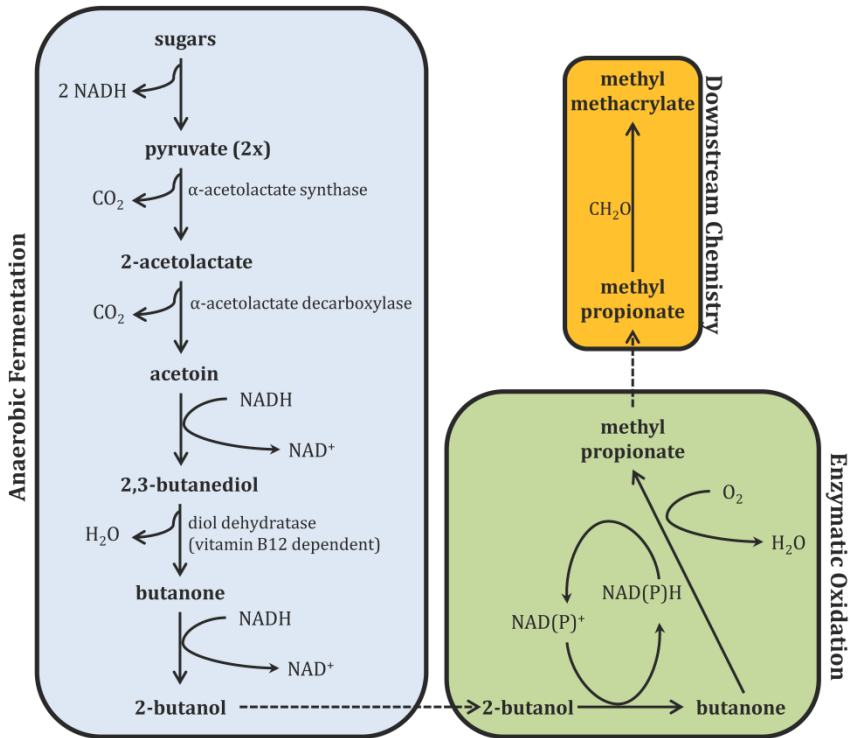 Anaerobic Fermentation
sugars
2 NADH
pyruvate (2x)
α-acetolactate synthase
CO₂
2-acetolactate
α-acetolactate decarboxylase
CO₂
acetoin
NADH
NAD⁺
2,3-butanediol
diol dehydratase
(vitamin B12 dependent)
H₂O
butanone
NADH
NAD⁺
2-butanol
Enzymatic Oxidation
2-butanol
butanone
NAD(P)⁺
NAD(P)H
O₂
H₂O
methyl
propionate
Downstream Chemistry
methyl
propionate
CH₂O
methyl
methacrylate